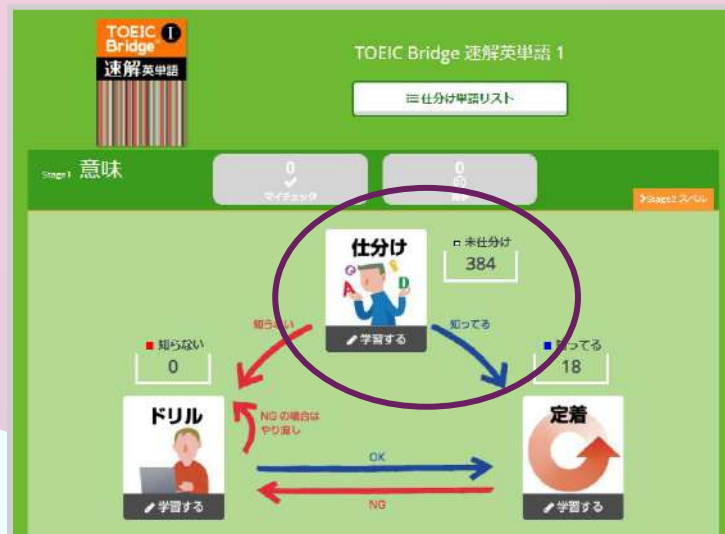 TOEIC I
Bridge
速解英単語
TOEIC Bridge 速解英単語 1
仕分け単語リスト
Stage1 意味
0
マイチェック
0
Stage2 スペル
仕分け
Q S A D
学習する
未仕分け
384
知らない
知ってる
知らない
0
知ってる
18
ドリル
学習する
NGの場合は
やり直し
OK
NG
定着
学習する